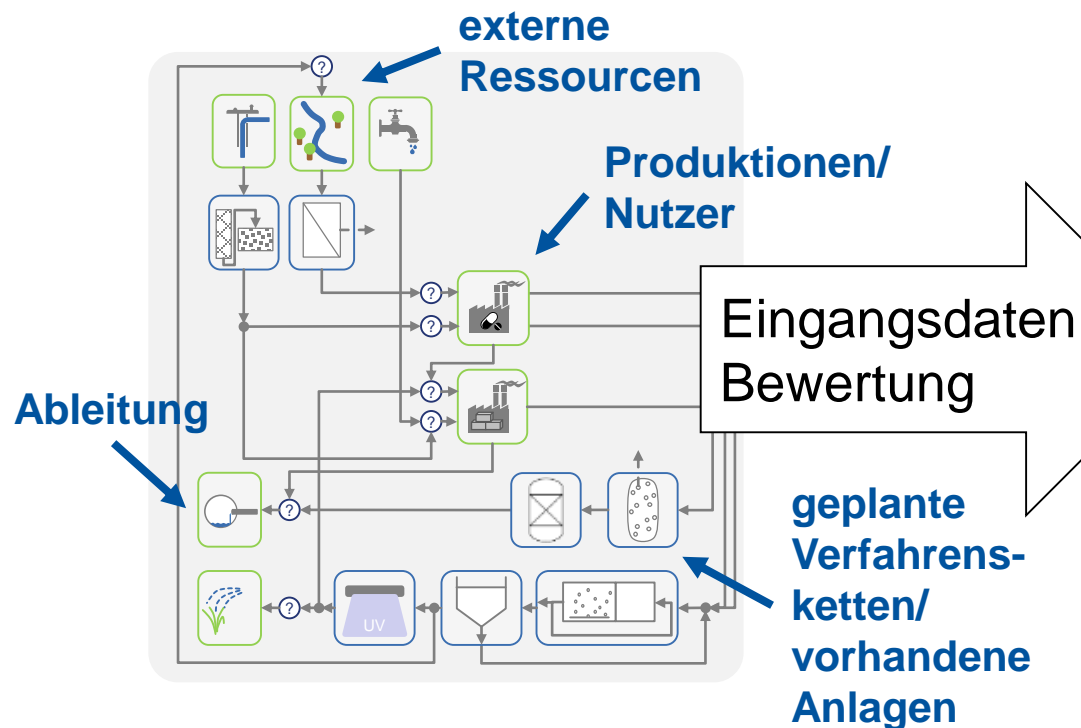 externe
Ressourcen
?
Produktionen/
Nutzer
?
?
Eingangsdaten
Bewertung
?
?
Ableitung
?
geplante
Verfahrens-
ketten/
vorhandene
Anlagen
?
UV